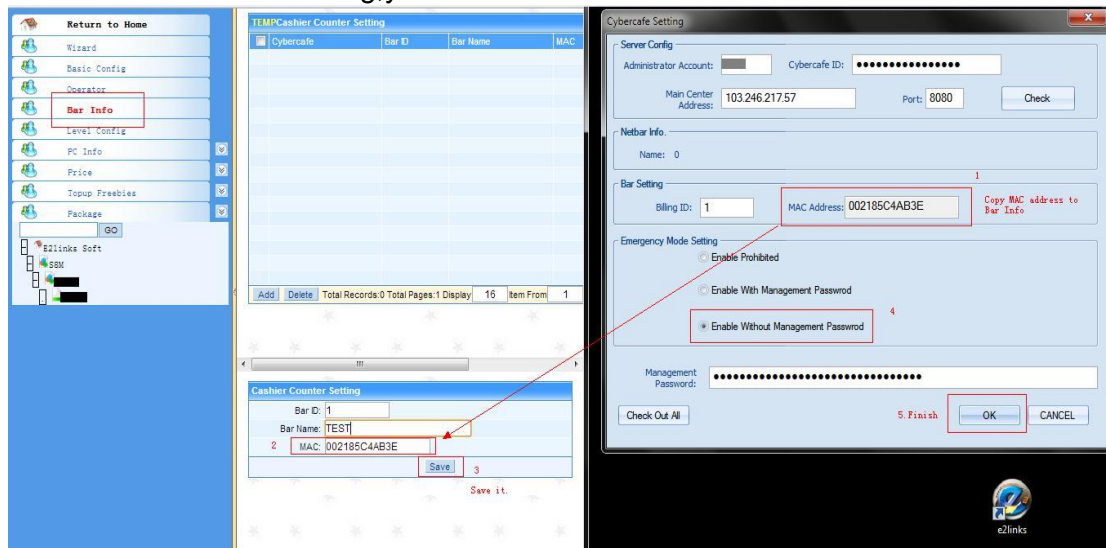 Return to Home
Wizard
Basic Config
Operator
Bar Info
Level Config
PC Info
Price
Topup Freebies
Package
GO
E2links Soft
SBM
TEMPCashier Counter Setting
Cybercafe Bar ID Bar Name MAC
Add Delete Total Records:0 Total Pages:1 Display 16 Item From 1
Cashier Counter Setting
Bar ID: 1
Bar Name: TEST
2 MAC: 002185C4AB3E
Save 3
Save it.
Cybercafe Setting
Server Config
Administrator Account: Cybercafe ID: ●●●●●●●●●●●●●●●●
Main Center Address: 103.246.217.57 Port: 8080 Check
Netbar Info.
Name: 0
1
Bar Setting
Billing ID: 1 MAC Address: 002185C4AB3E
Copy MAC address to
Bar Info
Emergency Mode Setting
Enable Prohibited
Enable With Management Passwrod
4
Enable Without Management Passwrod
Management
Password: ●●●●●●●●●●●●●●●●●●●●●●●●●●●●●●●●
Check Out All 5.Finish OK CANCEL
e2links